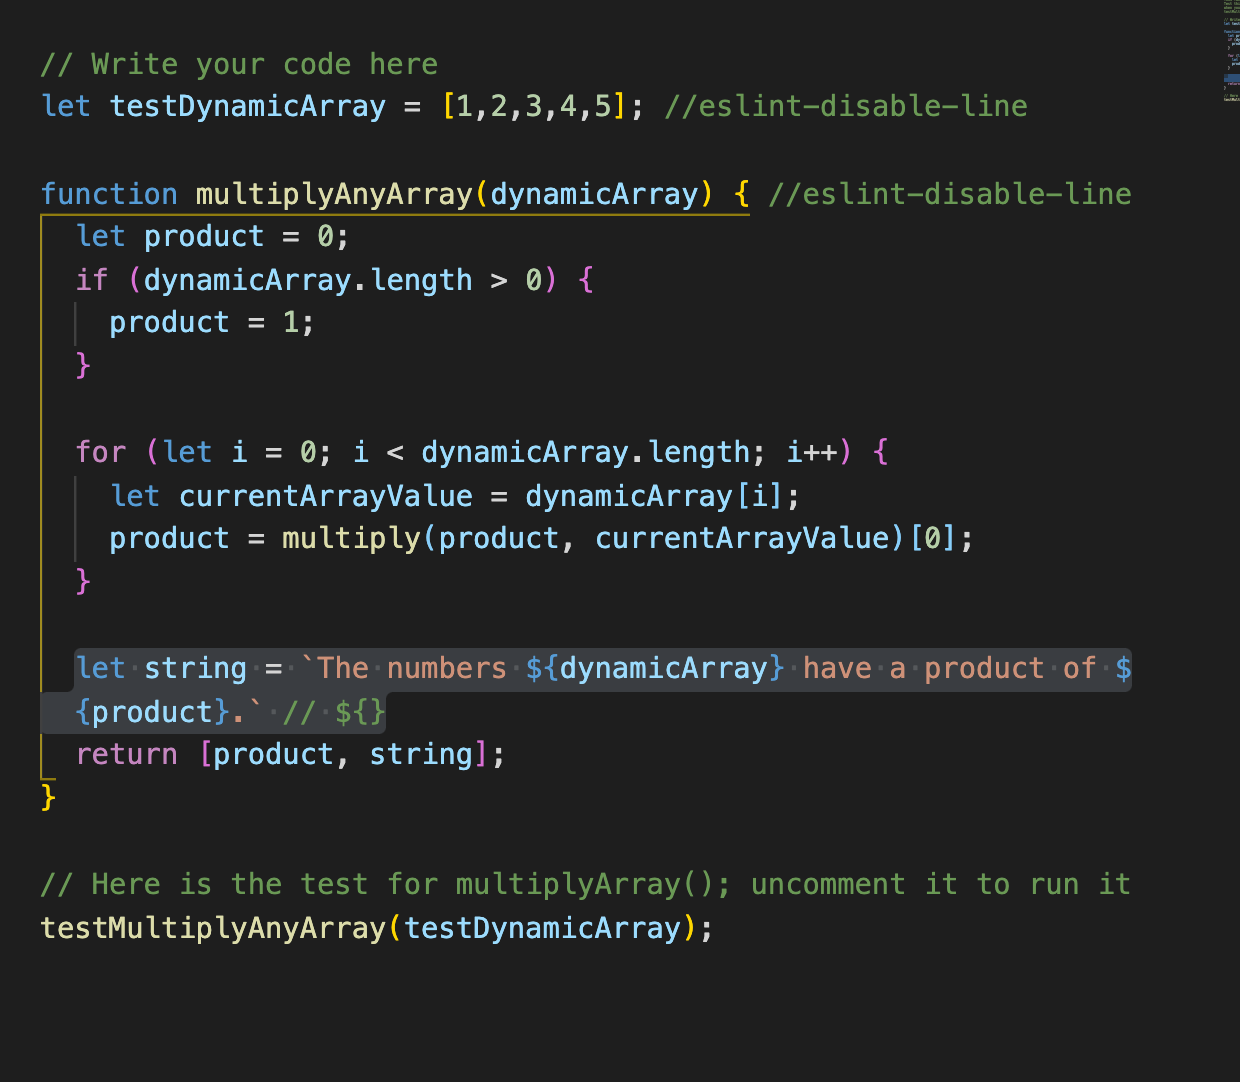 // Write your code here
let testDynamicArray = [1,2,3,4,5]; //eslint-disable-line
function multiplyAnyArray(dynamicArray) { //eslint-disable-line
let product = 0;
if (dynamicArray.length > 0) {
product = 1;
}
for (let i = 0; i < dynamicArray.length; i++) {
let currentArrayValue = dynamicArray[i];
product = multiply(product, currentArrayValue)[0];
}
let string = `The numbers ${dynamicArray} have a product of $
{product}.` // ${}
return [product, string];
}
// Here is the test for multiplyArray(); uncomment it to run it
testMultiplyAnyArray(testDynamicArray);